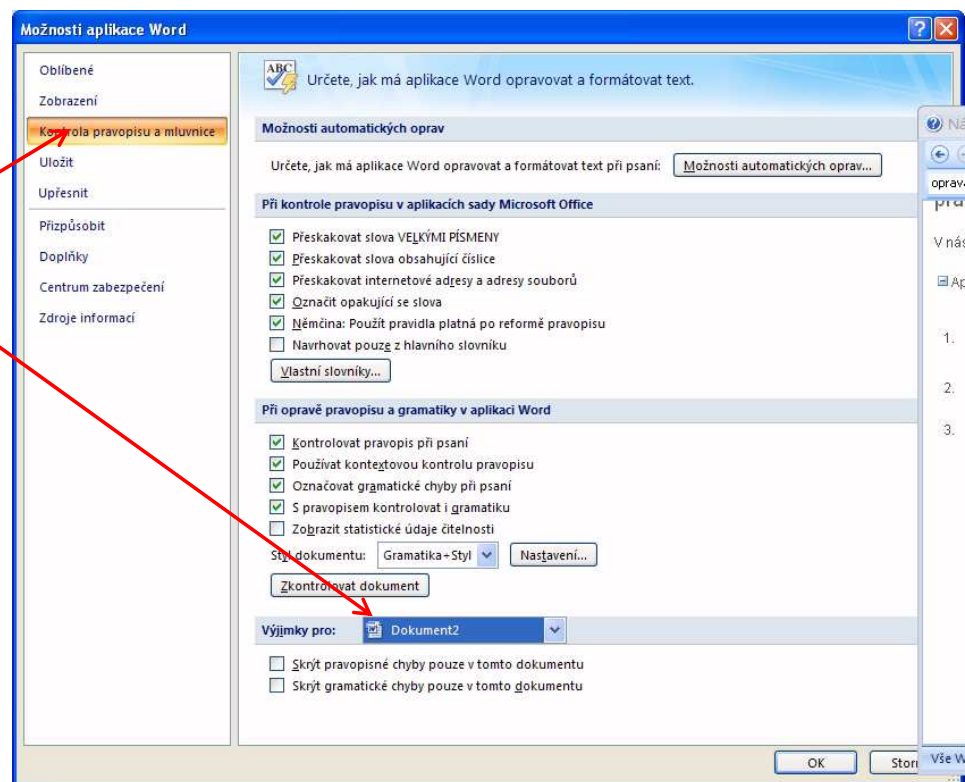 Možnosti aplikace Word
Oblíbené
Zobrazení
Kontrola pravopisu a mluvnice
Uložit
Upřesnit
Přizpůsobit
Doplňky
Centrum zabezpečení
Zdroje informací
ABC
Určete, jak má aplikace Word opravovat a formátovat text.
Možnosti automatických oprav
Určete, jak má aplikace Word opravovat a formátovat text při psaní: Možnosti automatických oprav...
Při kontrole pravopisu v aplikacích sady Microsoft Office
Přeskakovat slova VELKÝMI PÍSMENY
Přeskakovat slova obsahující číslice
Přeskakovat internetové adresy a adresy souborů
Označit opakující se slova
Němčina: Použít pravidla platná po reformě pravopisu
Navrhovat pouze z hlavního slovníku
Vlastní slovníky...
Při opravě pravopisu a gramatiky v aplikaci Word
Kontrolovat pravopis při psaní
Používat kontextovou kontrolu pravopisu
Označovat gramatické chyby při psaní
S pravopisem kontrolovat i gramatiku
Zobrazit statistické údaje čitelnosti
Styl dokumentu: Gramatika+Styl Nastavení...
Zkontrolovat dokument
Výjimky pro: Dokument2
Skrýt pravopisné chyby pouze v tomto dokumentu
Skrýt gramatické chyby pouze v tomto dokumentu
OK
Stor
Ná
oprava
V nás
Ap
1.
2.
3.
Vše W